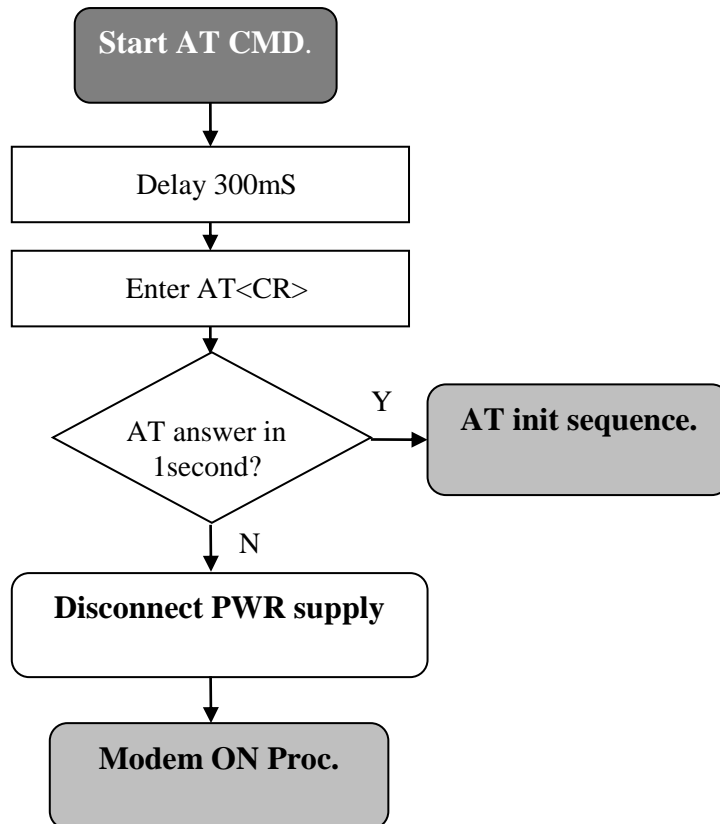 Start AT CMD.
Delay 300mS
Enter AT<CR>
AT answer in
1second?
Y
AT init sequence.
N
Disconnect PWR supply
Modem ON Proc.